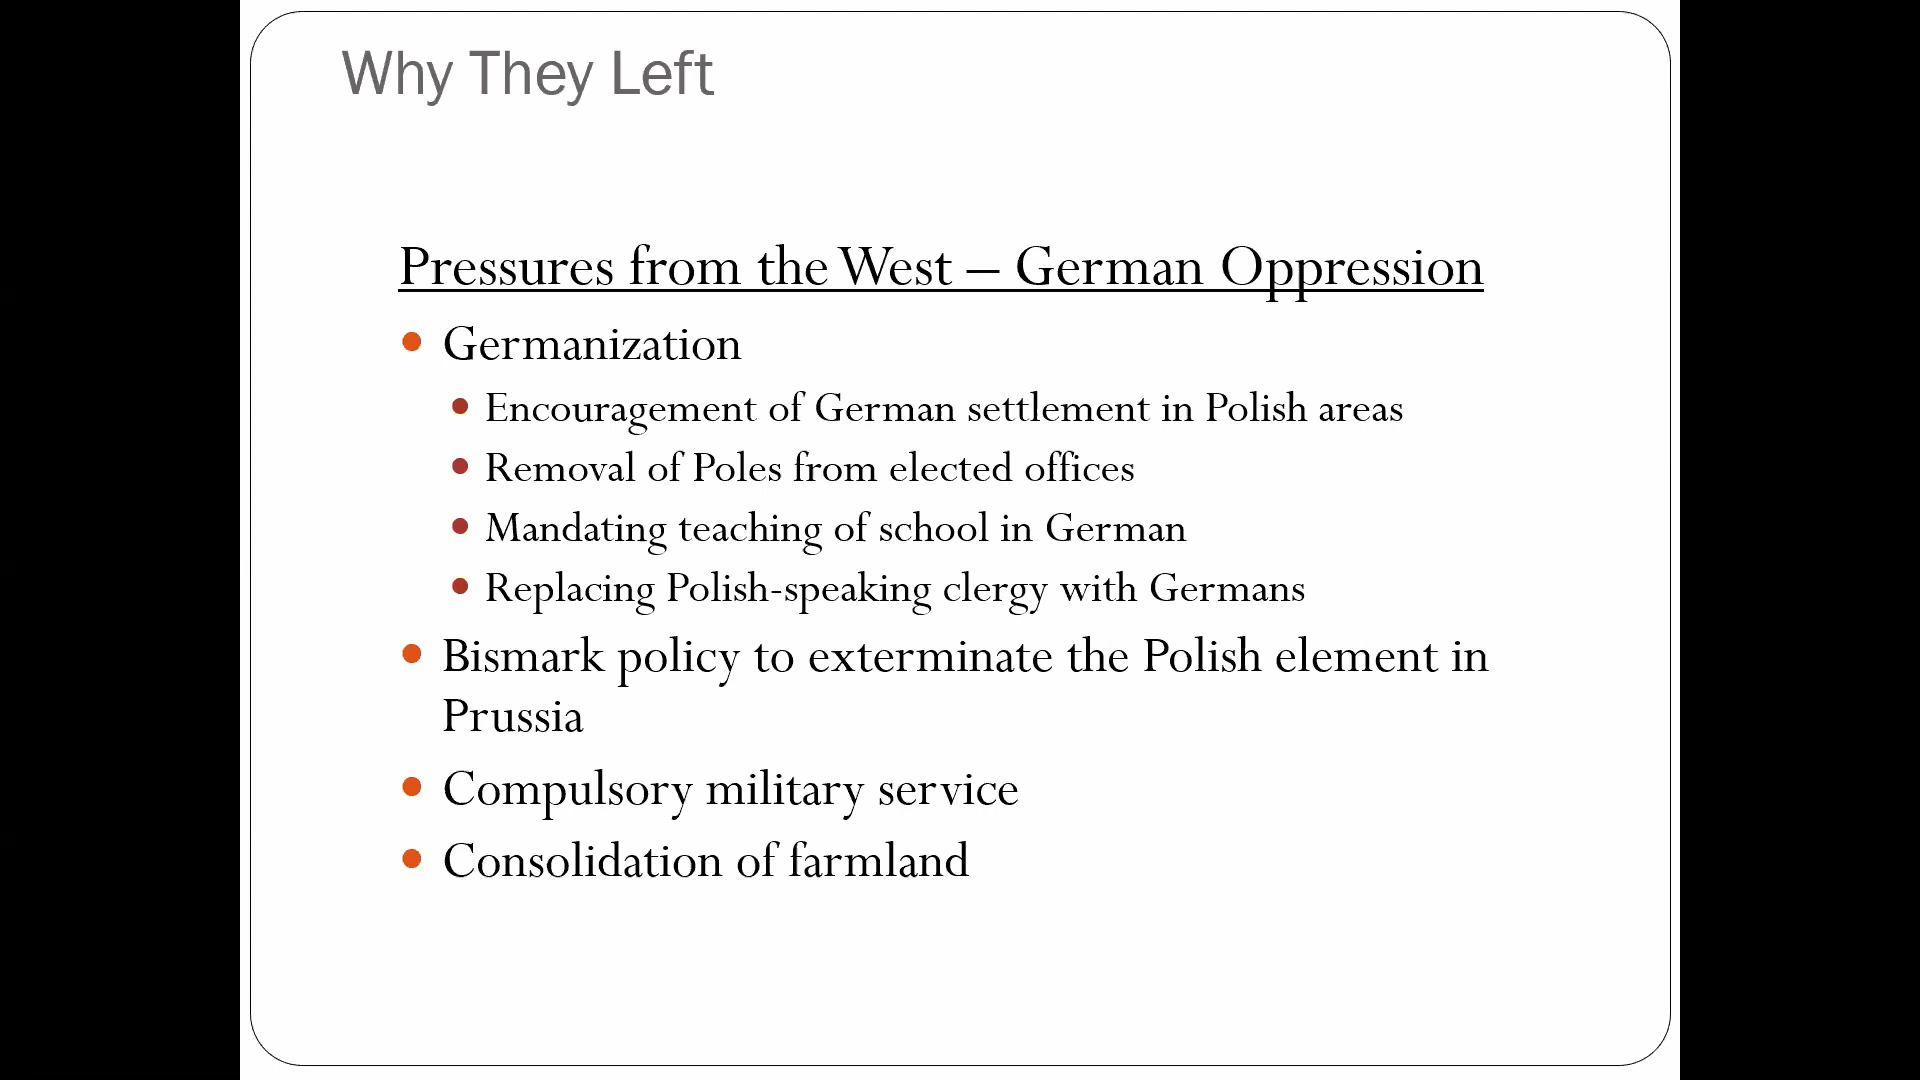 Why They Left
Pressures from the West – German Oppression
Germanization
Encouragement of German settlement in Polish areas
Removal of Poles from elected offices
Mandating teaching of school in German
Replacing Polish-speaking clergy with Germans
Bismark policy to exterminate the Polish element in
Prussia
Compulsory military service
Consolidation of farmland